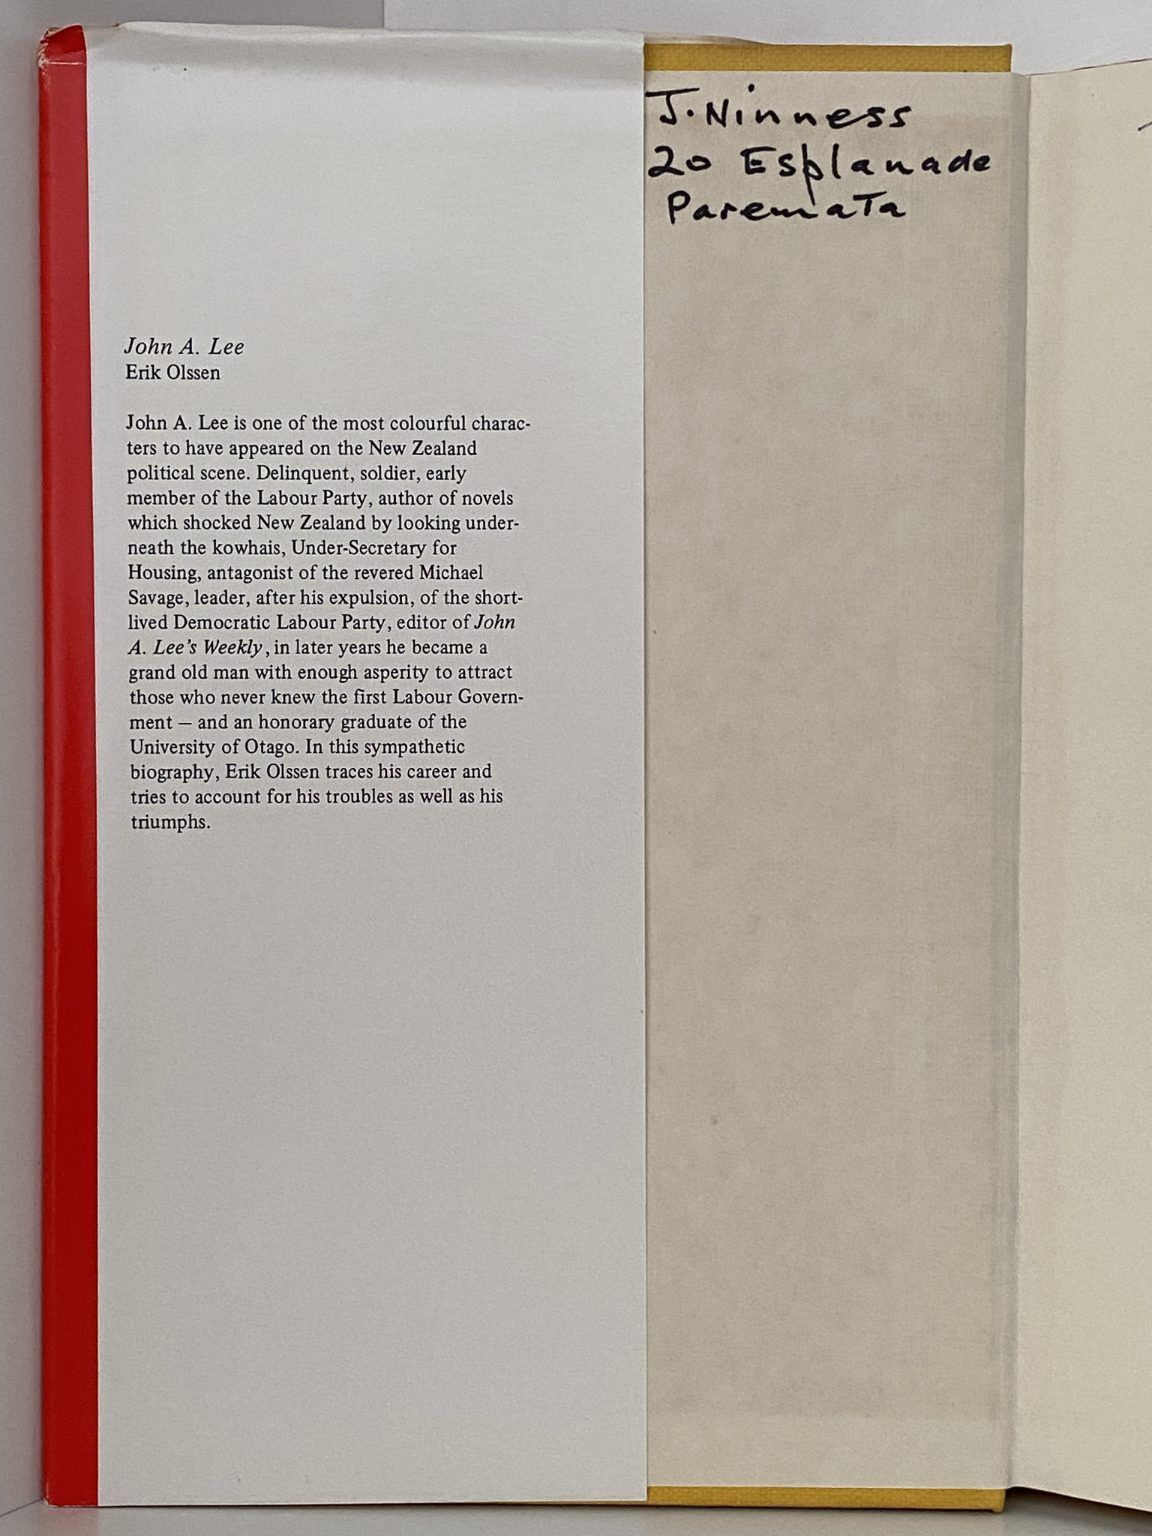 J. Ninness
20 Esplanade
Paremata
John A. Lee
Erik Olssen
John A. Lee is one of the most colourful charac-
ters to have appeared on the New Zealand
political scene. Delinquent, soldier, early
member of the Labour Party, author of novels
which shocked New Zealand by looking under-
neath the kowhais, Under-Secretary for
Housing, antagonist of the revered Michael
Savage, leader, after his expulsion, of the short-
lived Democratic Labour Party, editor of John
A. Lee's Weekly, in later years he became a
grand old man with enough asperity to attract
those who never knew the first Labour Govern-
ment – and an honorary graduate of the
University of Otago. In this sympathetic
biography, Erik Olssen traces his career and
tries to account for his troubles as well as his
triumphs.